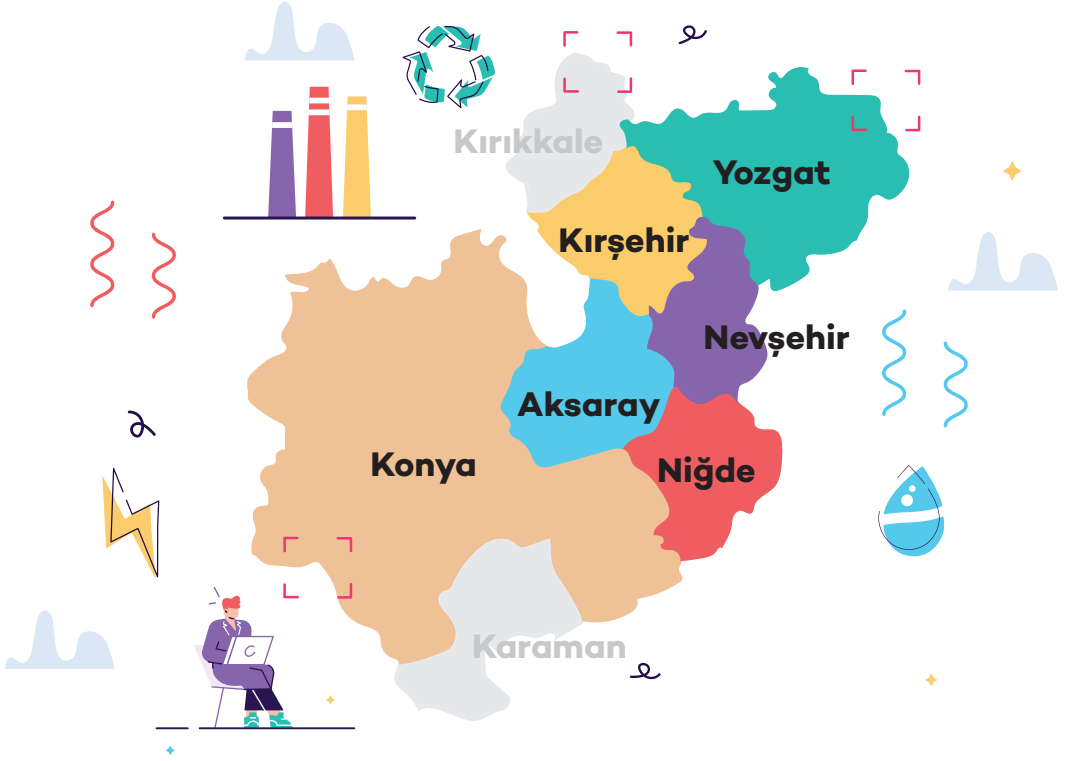 Kırıkkale
Yozgat
Kırşehir
Nevşehir
Aksaray
Konya
Niğde
Karaman